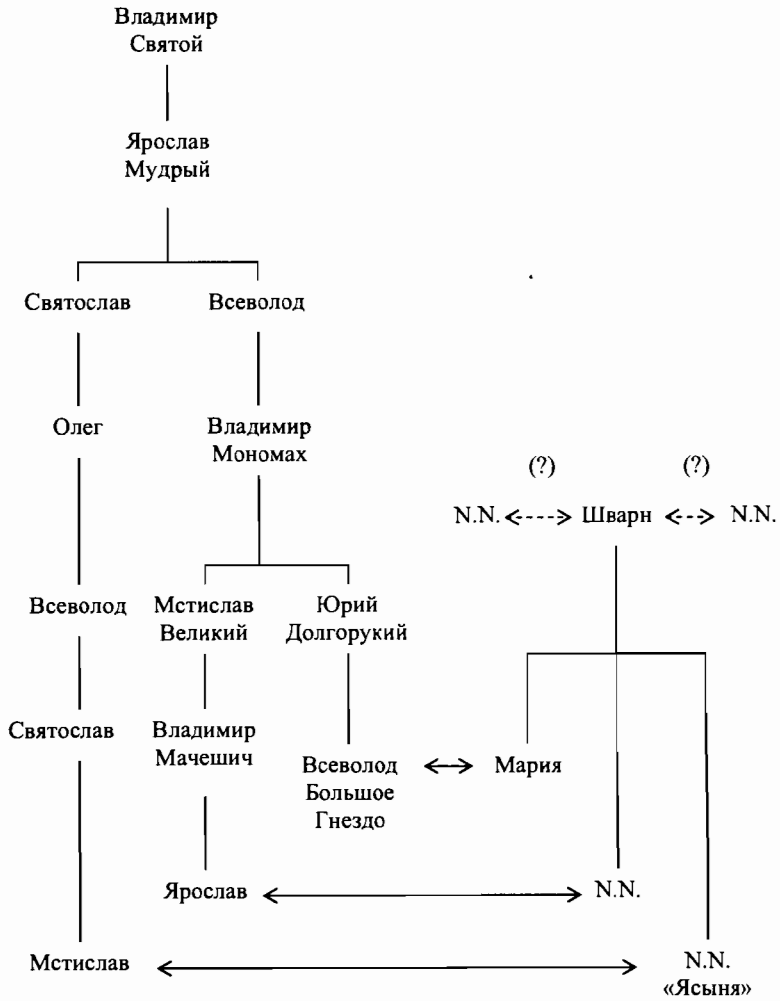 Владимир
Святой
Ярослав
Мудрый
Святослав
Всеволод
Олег
Владимир
Мономах
(?)
(?)
N.N.
Шварн
N.N.
Всеволод
Мстислав
Великий
Юрий
Долгорукий
Святослав
Владимир
Мачешич
Всеволод
Большое
Гнездо
Мария
Ярослав
N.N.
Мстислав
N.N.
«Ясыня»